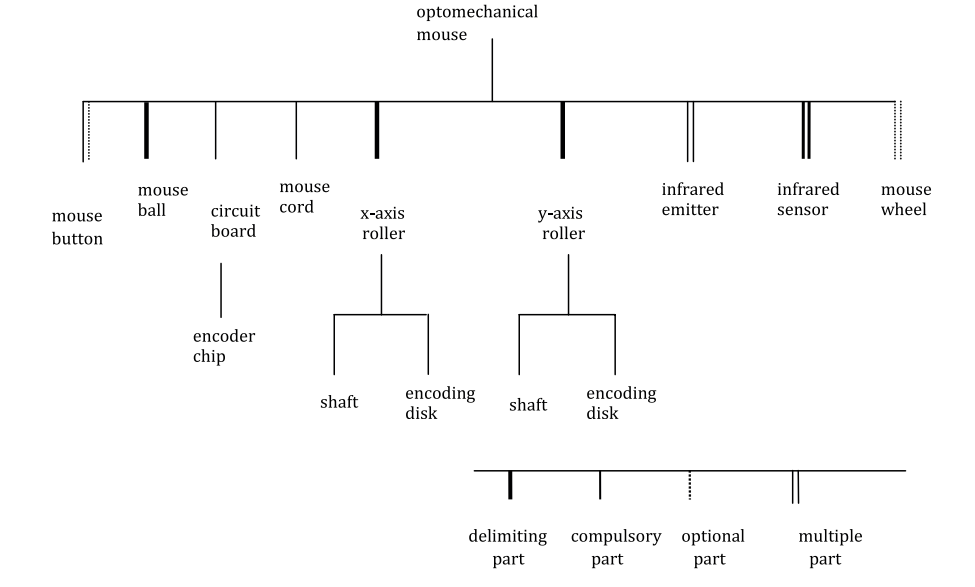 optomechanical
mouse
mouse
button
mouse
ball
circuit
board
mouse
cord
x-axis
roller
y-axis
roller
infrared
emitter
infrared
sensor
mouse
wheel
encoder
chip
shaft
encoding
disk
shaft
encoding
disk
delimiting
part
compulsory
part
optional
part
multiple
part